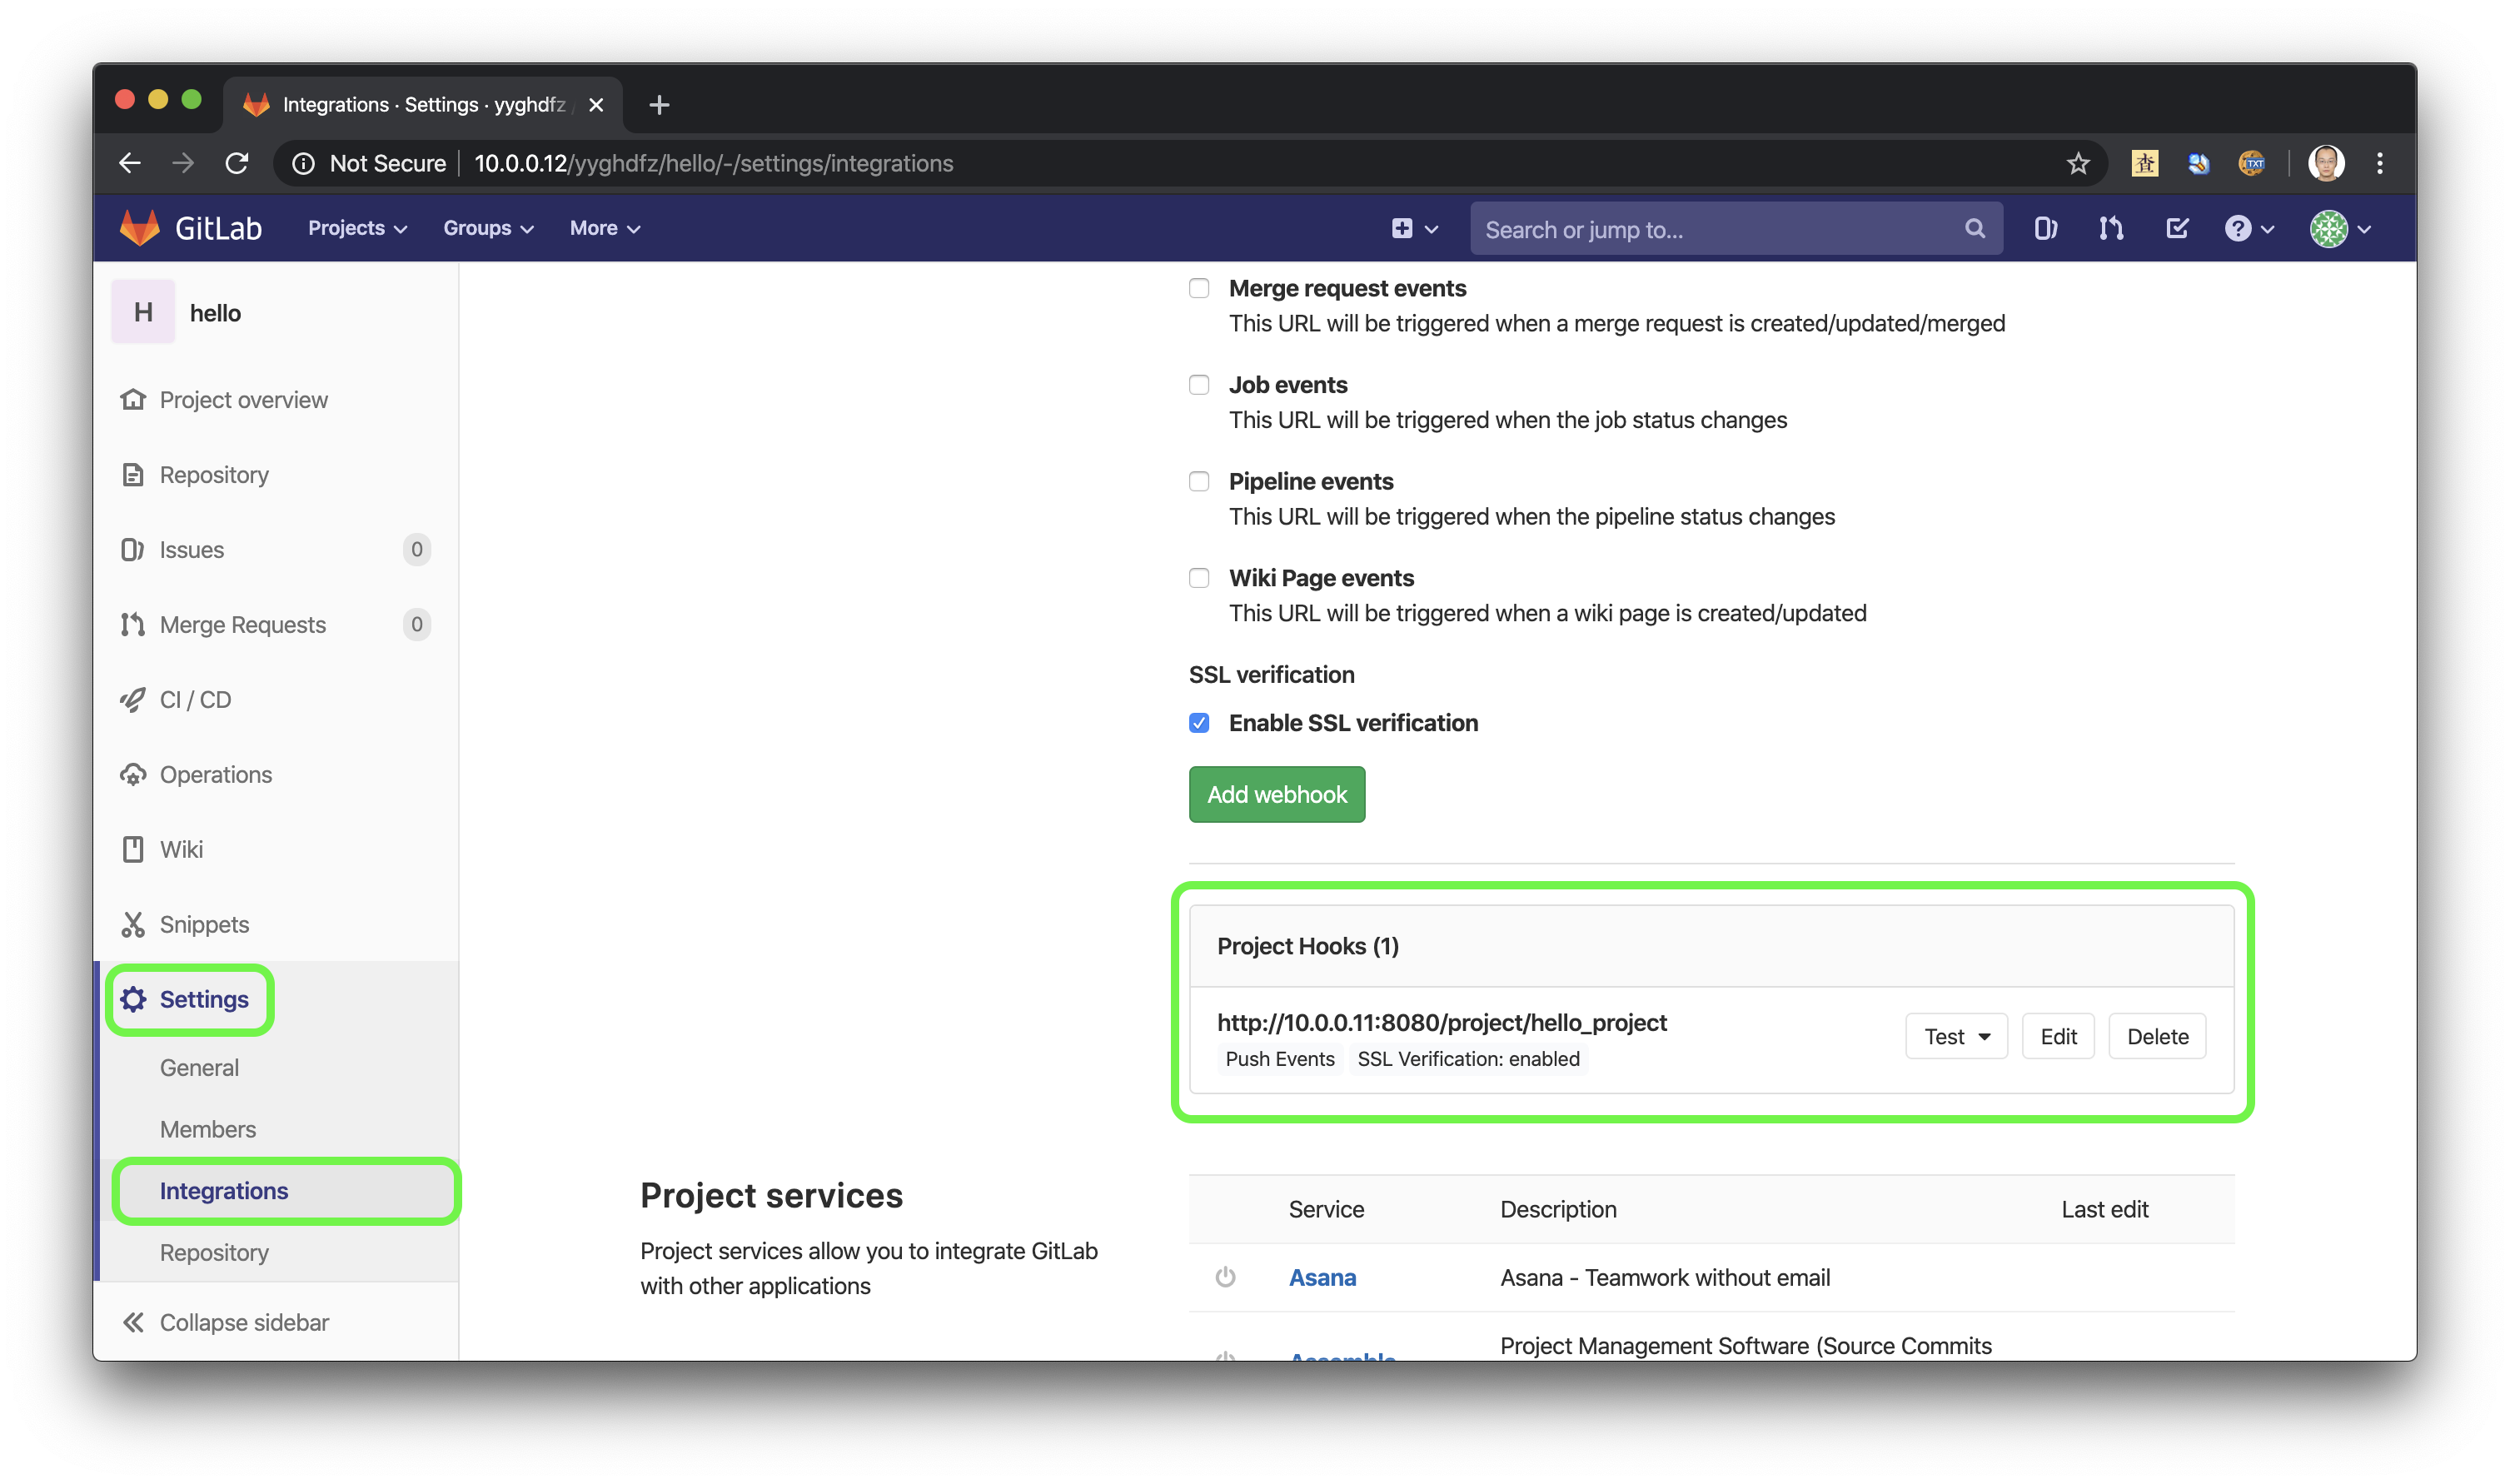 Integrations · Settings · yyghdfz
Not Secure 10.0.0.12/yyghdfz/hello/-/settings/integrations
查
TXT
GitLab Projects Groups More Search or jump to...
H hello
Project overview
Repository
Issues 0
Merge Requests 0
CI / CD
Operations
Wiki
Snippets
Settings
General
Members
Integrations
Repository
Collapse sidebar
Merge request events
This URL will be triggered when a merge request is created/updated/merged
Job events
This URL will be triggered when the job status changes
Pipeline events
This URL will be triggered when the pipeline status changes
Wiki Page events
This URL will be triggered when a wiki page is created/updated
SSL verification
Enable SSL verification
Add webhook
Project Hooks (1)
http://10.0.0.11:8080/project/hello_project
Push Events SSL Verification: enabled
Test Edit Delete
Project services
Project services allow you to integrate GitLab
with other applications
Service Description Last edit
Asana Asana - Teamwork without email
Project Management Software (Source Commits